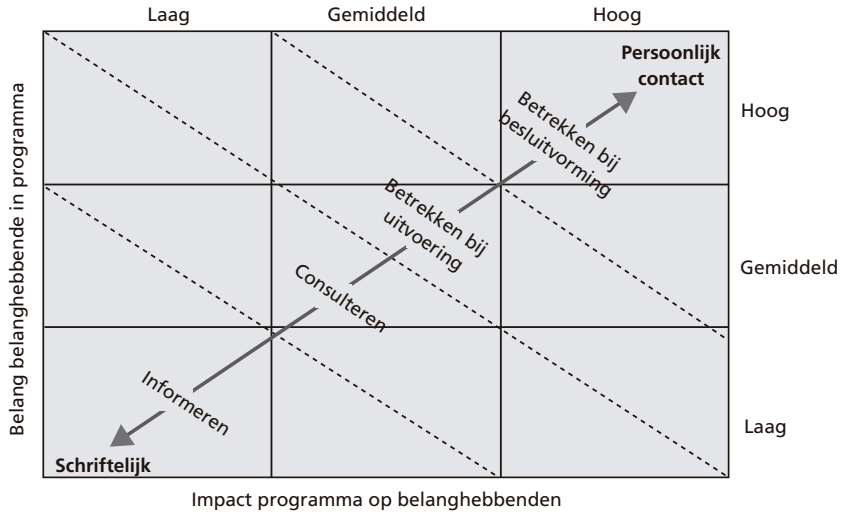 Laag
Gemiddeld
Hoog
Belang belanghebbende in programma
Persoonlijk
contact
Hoog
Betrekken bij
besluitvorming
Betrekken bij
uitvoering
Gemiddeld
Consulteren
Informeren
Laag
Schriftelijk
Impact programma op belanghebbenden